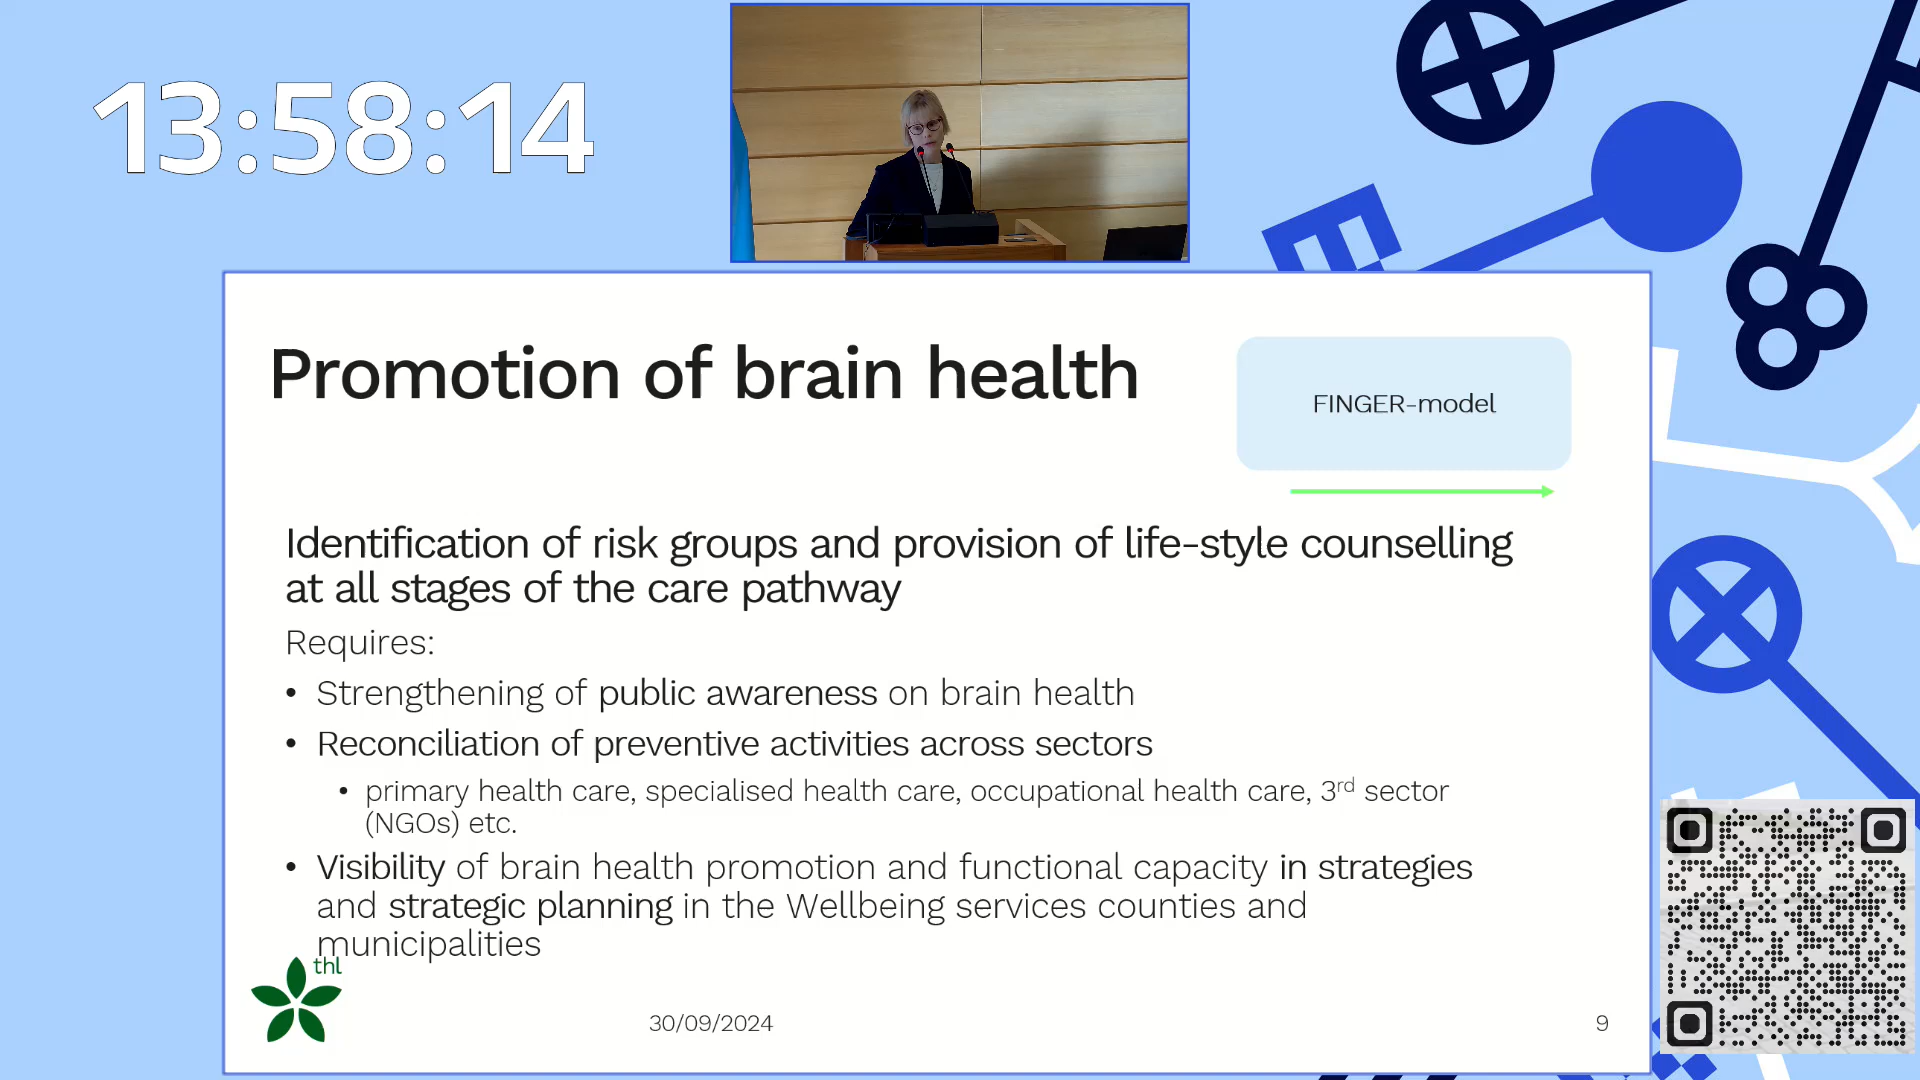 13:58:14
Promotion of brain health
FINGER-model
Identification of risk groups and provision of life-style counselling
at all stages of the care pathway
Requires:
• Strengthening of public awareness on brain health
• Reconciliation of preventive activities across sectors
• primary health care, specialised health care, occupational health care, 3rd sector
(NGOs) etc.
• Visibility of brain health promotion and functional capacity in strategies
and strategic planning in the Wellbeing services counties and
municipalities
thl
30/09/2024
9